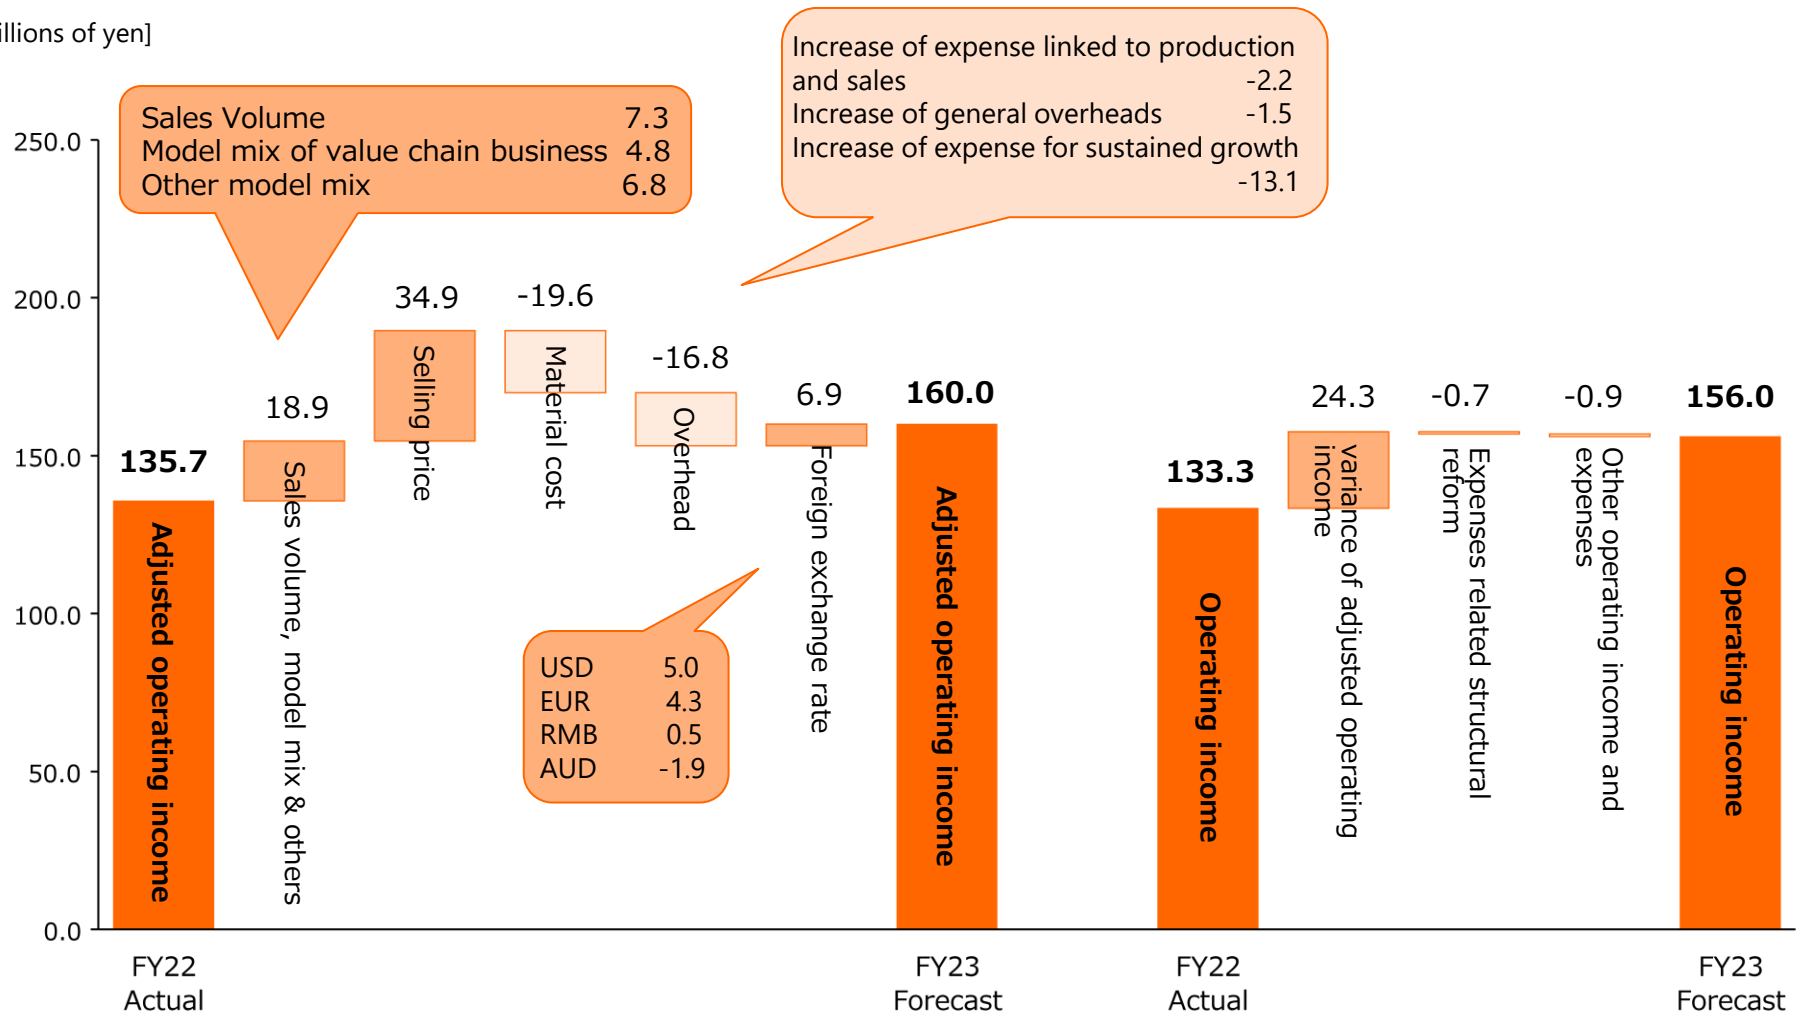 illions of yen]
Increase of expense linked to production
and sales -2.2
Increase of general overheads -1.5
Increase of expense for sustained growth
-13.1
Sales Volume 7.3
Model mix of value chain business 4.8
Other model mix 6.8
250.0
200.0
150.0
100.0
50.0
0.0
135.7
Adjusted operating income
18.9
Sales volume, model mix & others
34.9
Selling price
-19.6
Material cost
-16.8
Overhead
6.9
Foreign exchange rate
160.0
Adjusted operating income
USD 5.0
EUR 4.3
RMB 0.5
AUD -1.9
133.3
Operating income
24.3
variance of adjusted operating
income
-0.7
Expenses related structural
reform
-0.9
Other operating income and
expenses
156.0
Operating income
FY22
Actual
FY23
Forecast
FY22
Actual
FY23
Forecast